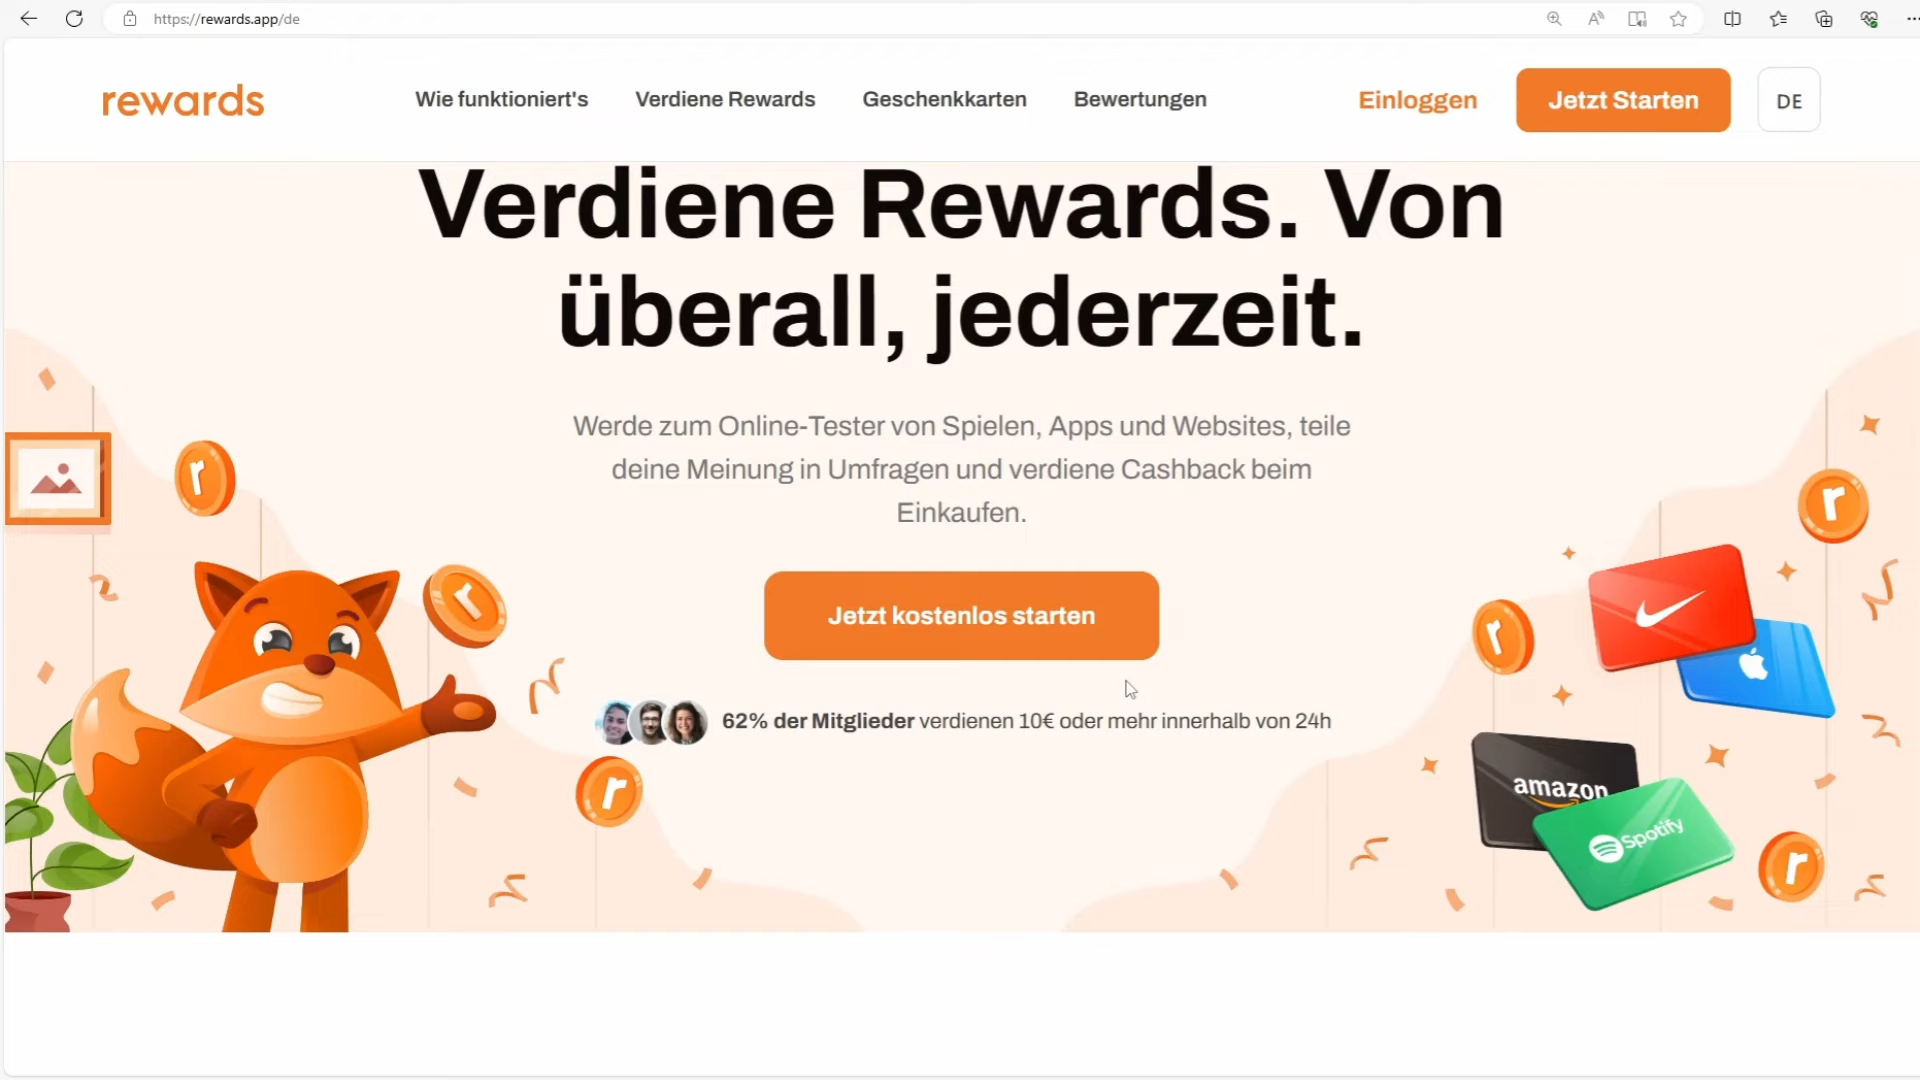 https://rewards.app/de
rewards
Wie funktioniert's
Verdiene Rewards
Geschenkkarten
Bewertungen
Einloggen
Jetzt Starten
DE
Verdiene Rewards. Von
überall, jederzeit.
Werde zum Online-Tester von Spielen, Apps und Websites, teile
deine Meinung in Umfragen und verdiene Cashback beim
Einkaufen.
Jetzt kostenlos starten
62% der Mitglieder verdienen 10€ oder mehr innerhalb von 24h
r
r
r
r
r
r
amazon
Spotify